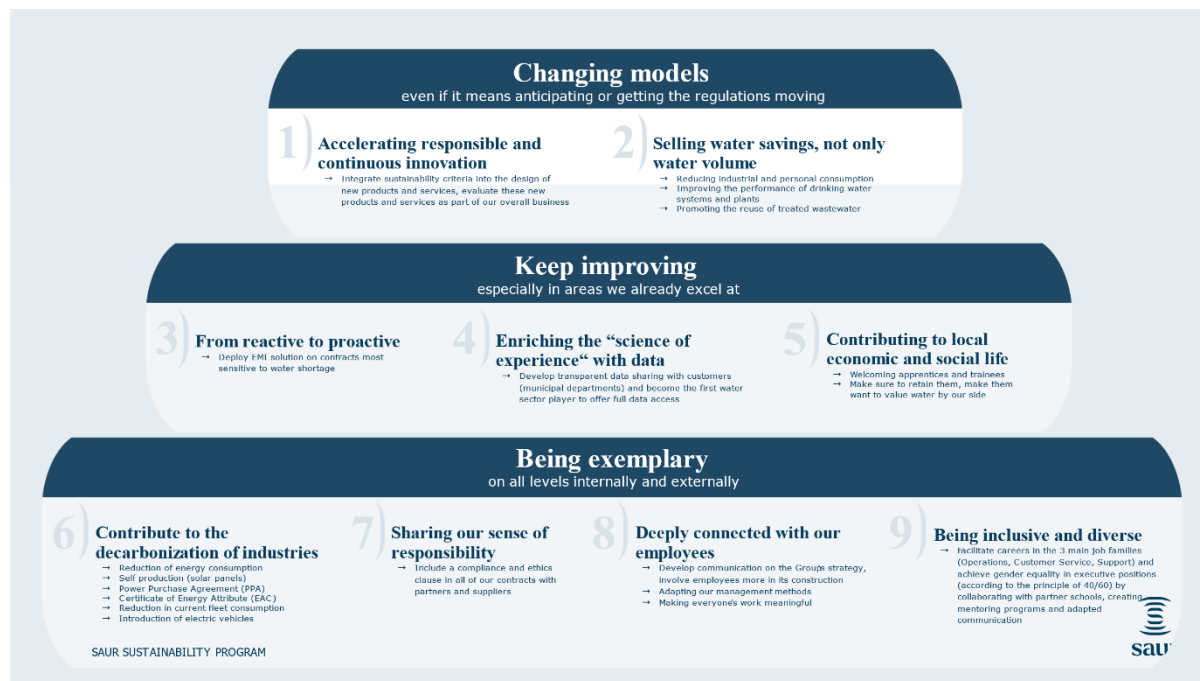 Changing models
even if it means anticipating or getting the regulations moving
1)
Accelerating responsible and
continuous innovation
→ Integrate sustainability criteria into the design of
new products and services, evaluate these new
products and services as part of our overall business
2)
Selling water savings, not only
water volume
→ Reducing industrial and personal consumption
→ Improving the performance of drinking water
systems and plants
→ Promoting the reuse of treated wastewater
Keep improving
especially in areas we already excel at
3)
From reactive to proactive
→ Deploy EMI solution on contracts most
sensitive to water shortage
4)
Enriching the “science of
experience“ with data
→ Develop transparent data sharing with customers
(municipal departments) and become the first water
sector player to offer full data access
5)
Contributing to local
economic and social life
→ Welcoming apprentices and trainees
→ Make sure to retain them, make them
want to value water by our side
Being exemplary
on all levels internally and externally
6)
Contribute to the
decarbonization of industries
→ Reduction of energy consumption
→ Self production (solar panels)
→ Power Purchase Agreement (PPA)
→ Certificate of Energy Attribute (EAC)
→ Reduction in current fleet consumption
→ Introduction of electric vehicles
7)
Sharing our sense of
responsibility
→ Include a compliance and ethics
clause in all of our contracts with
partners and suppliers
8)
Deeply connected with our
employees
→ Develop communication on the Group's strategy,
involve employees more in its construction
→ Adapting our management methods
→ Making everyone's work meaningful
9)
Being inclusive and diverse
→ Facilitate careers in the 3 main job families
(Operations, Customer Service, Support) and
achieve gender equality in executive positions
(according to the principle of 40/60) by
collaborating with partner schools, creating
mentoring programs and adapted
communication
SAUR SUSTAINABILITY PROGRAM
saur